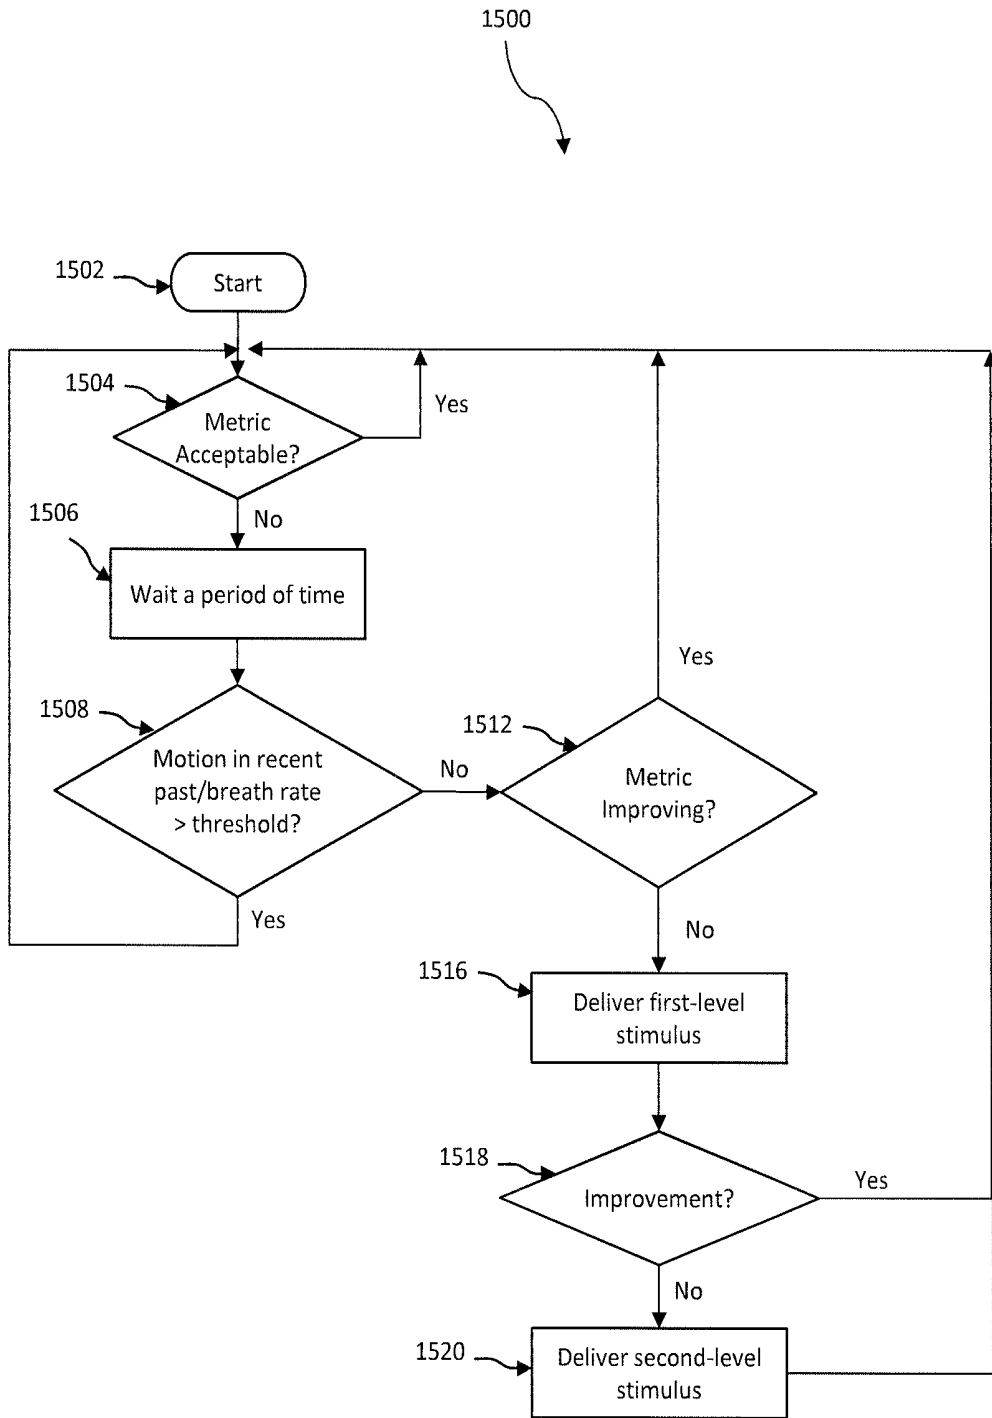 1500
1502
Start
1504
Metric
Acceptable?
Yes
No
1506
Wait a period of time
1508
Motion in recent
past/breath rate
> threshold?
No
Yes
1512
Metric
Improving?
Yes
No
1516
Deliver first-level
stimulus
1518
Improvement?
Yes
No
1520
Deliver second-level
stimulus